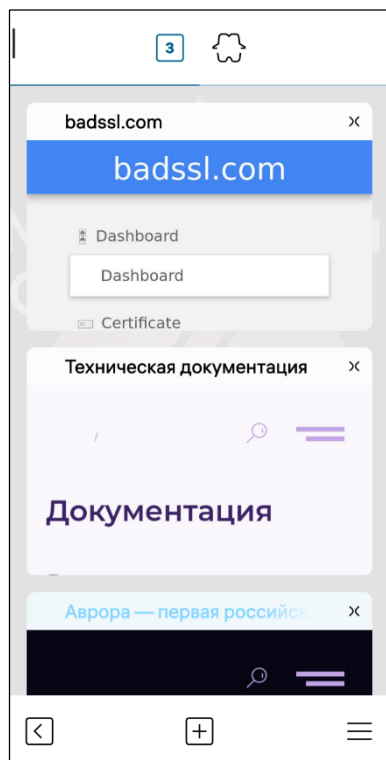 3
badssl.com
badssl.com
Dashboard
Dashboard
Certificate
Техническая документация
Документация
Аврора — первая российск